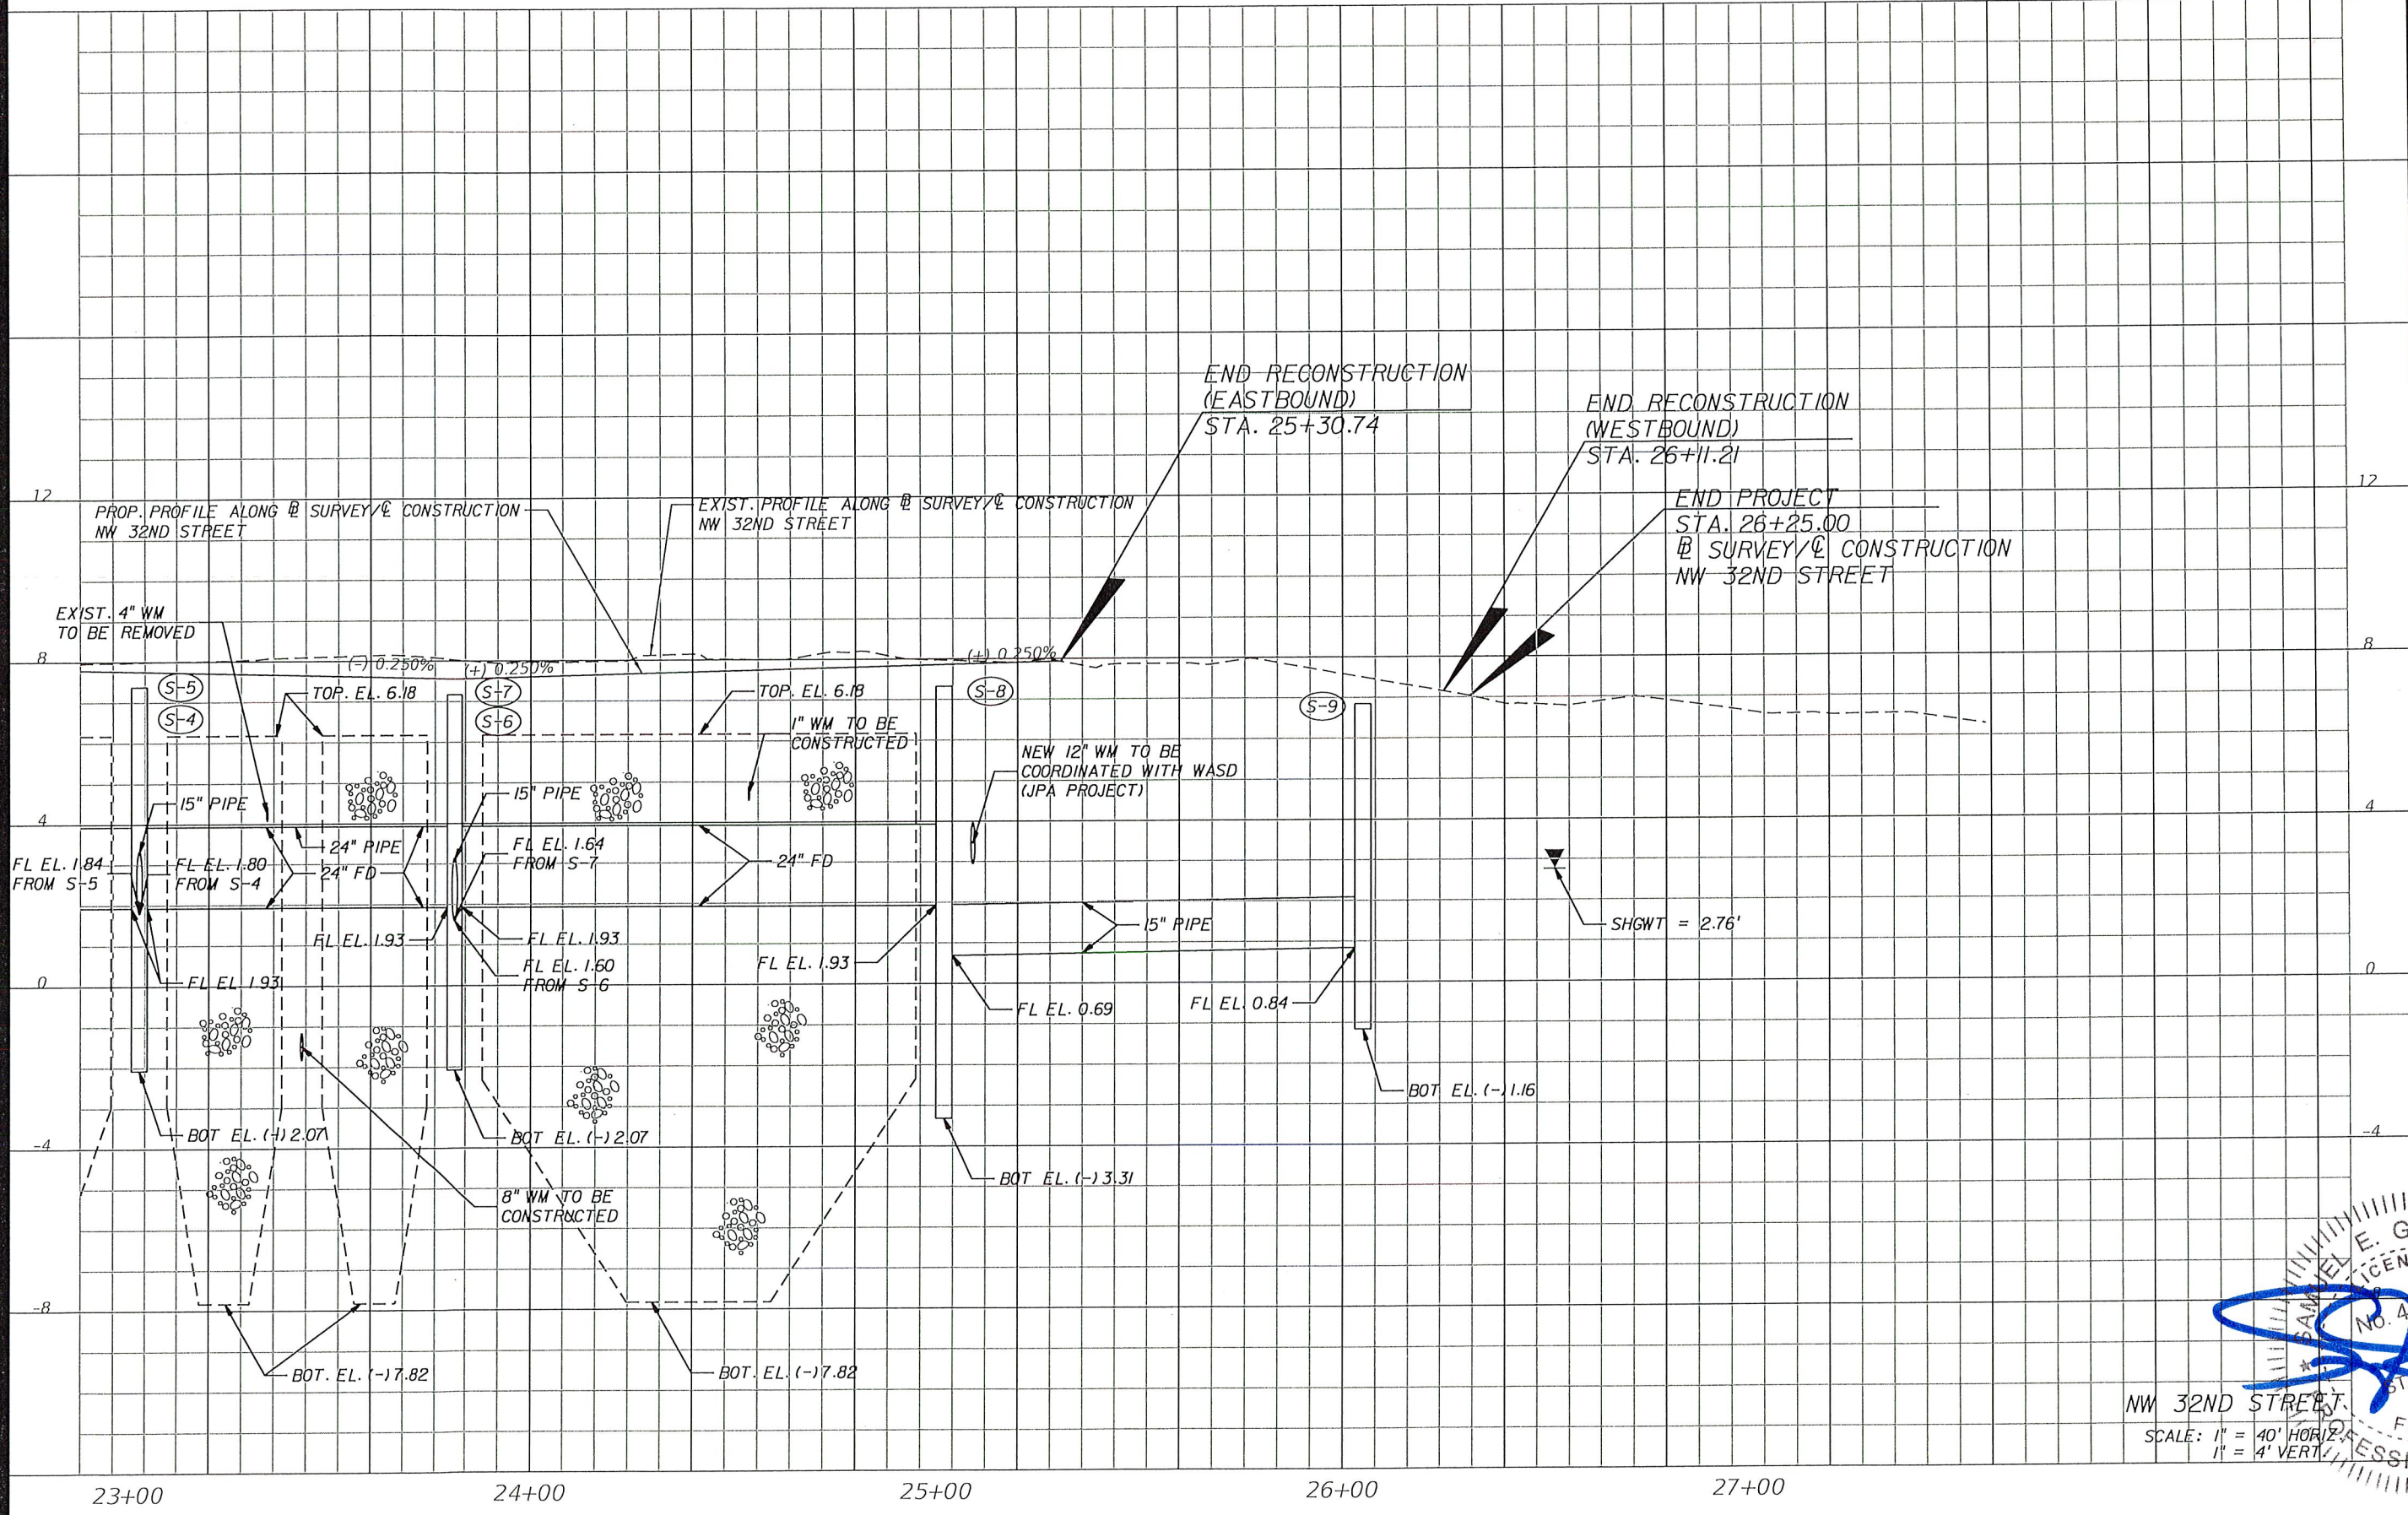 END RECONSTRUCTION
(EASTBOUND)
STA. 25+30.74
END RECONSTRUCTION
(WESTBOUND)
STA. 26+11.21
END PROJECT
STA. 26+25.00
℄ SURVEY/℄ CONSTRUCTION
NW 32ND STREET
12
12
PROP. PROFILE ALONG ℄ SURVEY/℄ CONSTRUCTION
NW 32ND STREET
EXIST. PROFILE ALONG ℄ SURVEY/℄ CONSTRUCTION
NW 32ND STREET
EXIST. 4" WM
TO BE REMOVED
8
8
(-) 0.250%
(+) 0.250%
(+) 0.250%
S-5
S-4
TOP. EL. 6.18
S-7
S-6
TOP. EL. 6.18
S-8
S-9
1" WM TO BE
CONSTRUCTED
NEW 12" WM TO BE
COORDINATED WITH WASD
(JPA PROJECT)
15" PIPE
15" PIPE
4
4
24" PIPE
FL EL. 1.84
FROM S-5
FL EL. 1.80
FROM S-4
24" FD
FL EL. 1.64
FROM S-7
24" FD
15" PIPE
SHGWT = 2.76'
FL EL. 1.93
FL EL. 1.93
FL EL. 1.60
FROM S-6
FL EL. 1.93
FL EL. 1.93
0
0
FL EL. 0.69
FL EL. 0.84
BOT EL. (-) 1.16
BOT EL. (-) 2.07
BOT EL. (-) 2.07
-4
-4
BOT EL. (-) 3.31
8" WM TO BE
CONSTRUCTED
-8
BOT. EL. (-) 7.82
BOT. EL. (-) 7.82
SAMUEL E. G
LICEN
No. 4
ST
F
PROFESSI
NW 32ND STREET
SCALE: 1" = 40' HORIZ.
1" = 4' VERT.
23+00
24+00
25+00
26+00
27+00